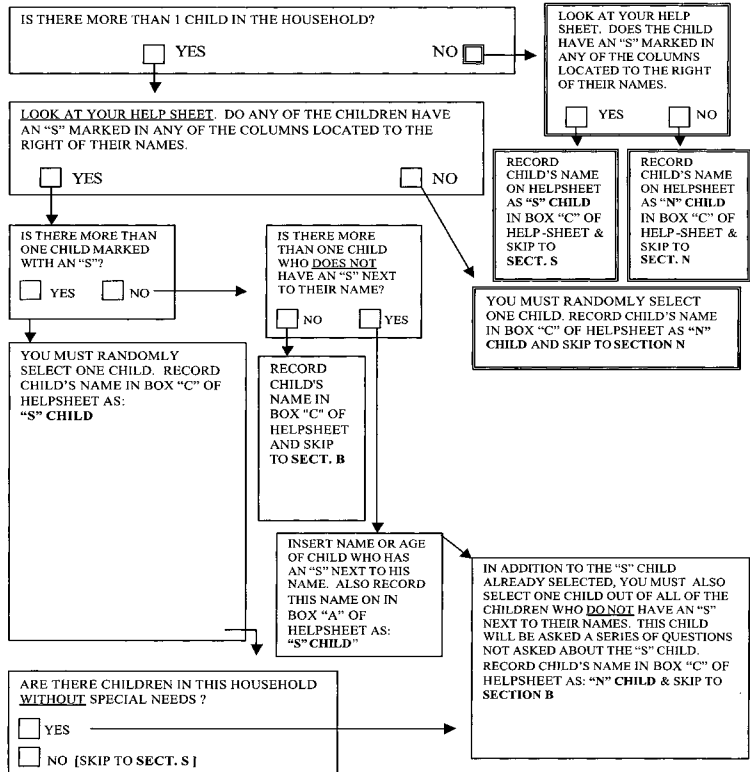 IS THERE MORE THAN 1 CHILD IN THE HOUSEHOLD?
YES
NO
LOOK AT YOUR HELP
SHEET. DOES THE CHILD
HAVE AN “S” MARKED IN
ANY OF THE COLUMNS
LOCATED TO THE RIGHT
OF THEIR NAMES.
YES
NO
LOOK AT YOUR HELP SHEET. DO ANY OF THE CHILDREN HAVE
AN “S” MARKED IN ANY OF THE COLUMNS LOCATED TO THE
RIGHT OF THEIR NAMES.
YES
NO
RECORD
CHILD'S NAME
ON HELPSHEET
AS “S” CHILD
IN BOX “C” OF
HELP-SHEET &
SKIP TO
SECT. S
RECORD
CHILD'S NAME
ON HELPSHEET
AS “N” CHILD
IN BOX “C” OF
HELP-SHEET &
SKIP TO
SECT. N
IS THERE MORE THAN
ONE CHILD MARKED
WITH AN “S”?
YES
NO
IS THERE MORE
THAN ONE CHILD
WHO DOES NOT
HAVE AN “S” NEXT
TO THEIR NAME?
NO
YES
YOU MUST RANDOMLY SELECT
ONE CHILD. RECORD CHILD'S NAME
IN BOX “C” OF HELPSHEET AS “N”
CHILD AND SKIP TO SECTION N
YOU MUST RANDOMLY
SELECT ONE CHILD. RECORD
CHILD'S NAME IN BOX “C” OF
HELPSHEET AS:
“S” CHILD
RECORD
CHILD'S
NAME IN
BOX "C" OF
HELPSHEET
AND SKIP
TO SECT. B
INSERT NAME OR AGE
OF CHILD WHO HAS
AN “S” NEXT TO HIS
NAME. ALSO RECORD
THIS NAME ON IN
BOX “A” OF
HELPSHEET AS:
“S” CHILD"
IN ADDITION TO THE “S” CHILD
ALREADY SELECTED, YOU MUST ALSO
SELECT ONE CHILD OUT OF ALL OF THE
CHILDREN WHO DO NOT HAVE AN “S”
NEXT TO THEIR NAMES. THIS CHILD
WILL BE ASKED A SERIES OF QUESTIONS
NOT ASKED ABOUT THE “S” CHILD.
RECORD CHILD'S NAME IN BOX “C” OF
HELPSHEET AS: “N” CHILD & SKIP TO
SECTION B
ARE THERE CHILDREN IN THIS HOUSEHOLD
WITHOUT SPECIAL NEEDS ?
YES
NO [SKIP TO SECT. S ]